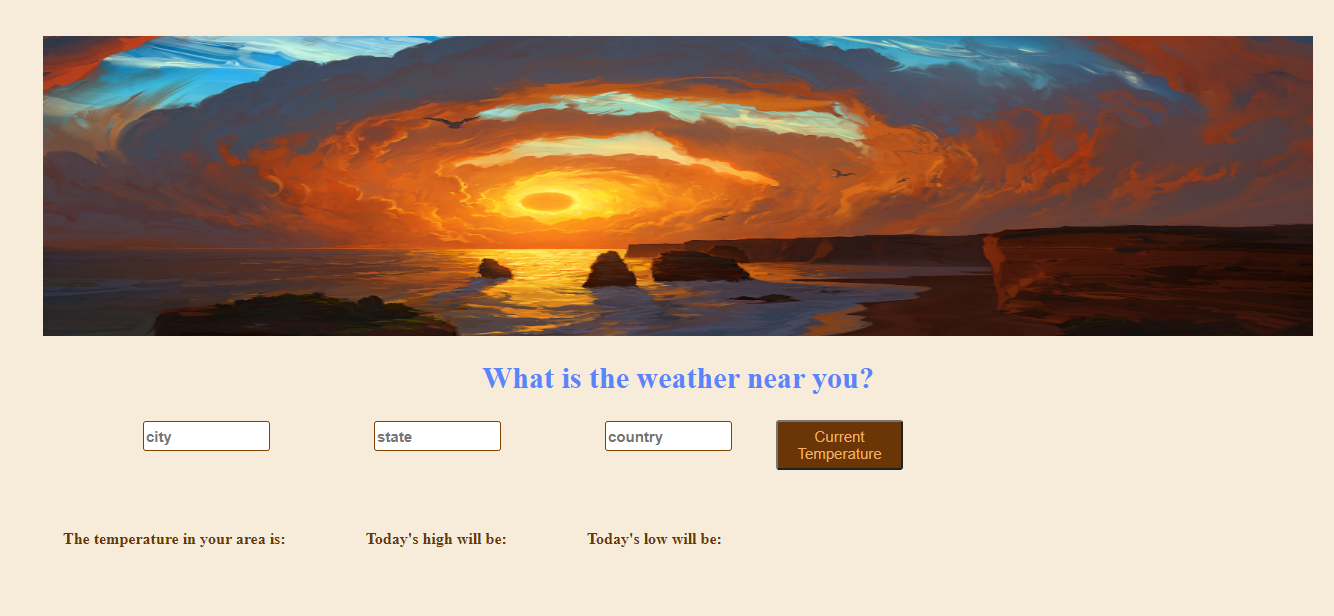 What is the weather near you?
city state country Current
Temperature
The temperature in your area is: Today's high will be: Today's low will be: